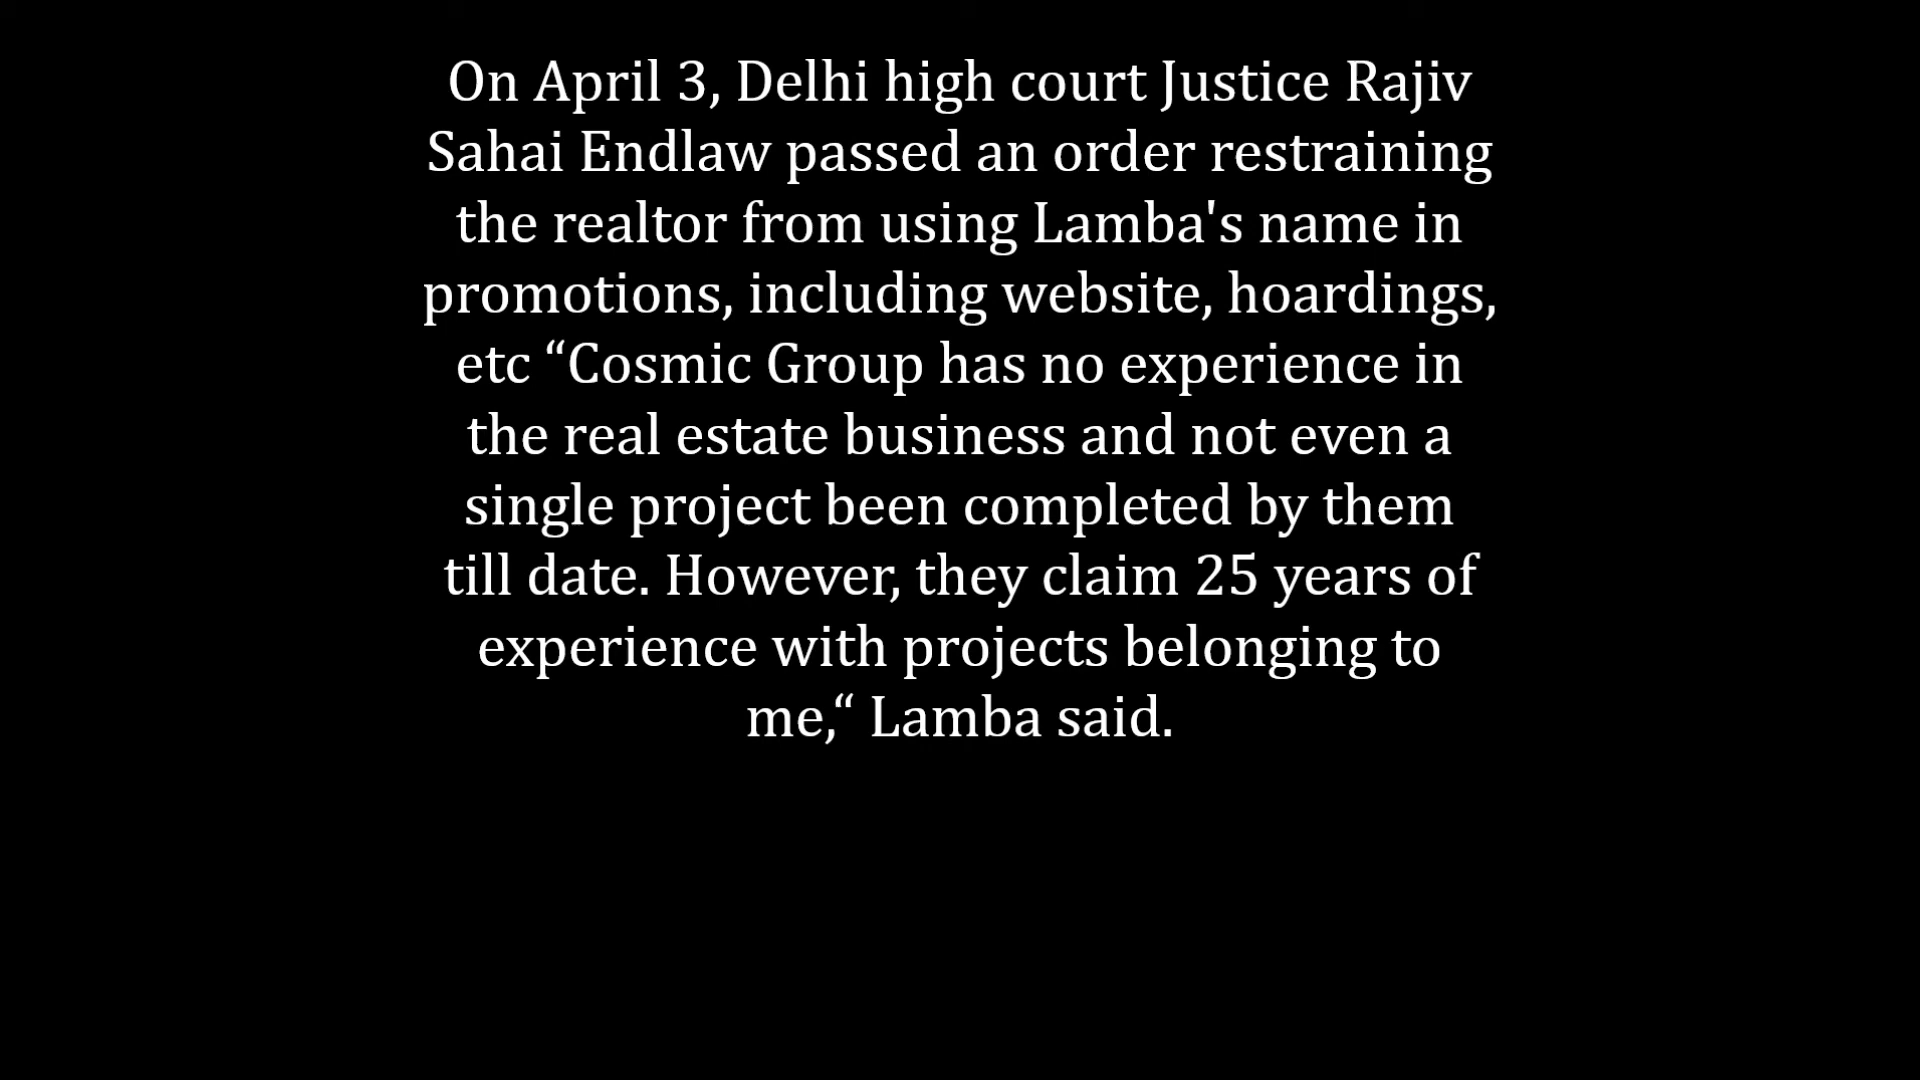 On April 3, Delhi high court Justice Rajiv
Sahai Endlaw passed an order restraining
the realtor from using Lamba's name in
promotions, including website, hoardings,
etc “Cosmic Group has no experience in
the real estate business and not even a
single project been completed by them
till date. However, they claim 25 years of
experience with projects belonging to
me,“ Lamba said.